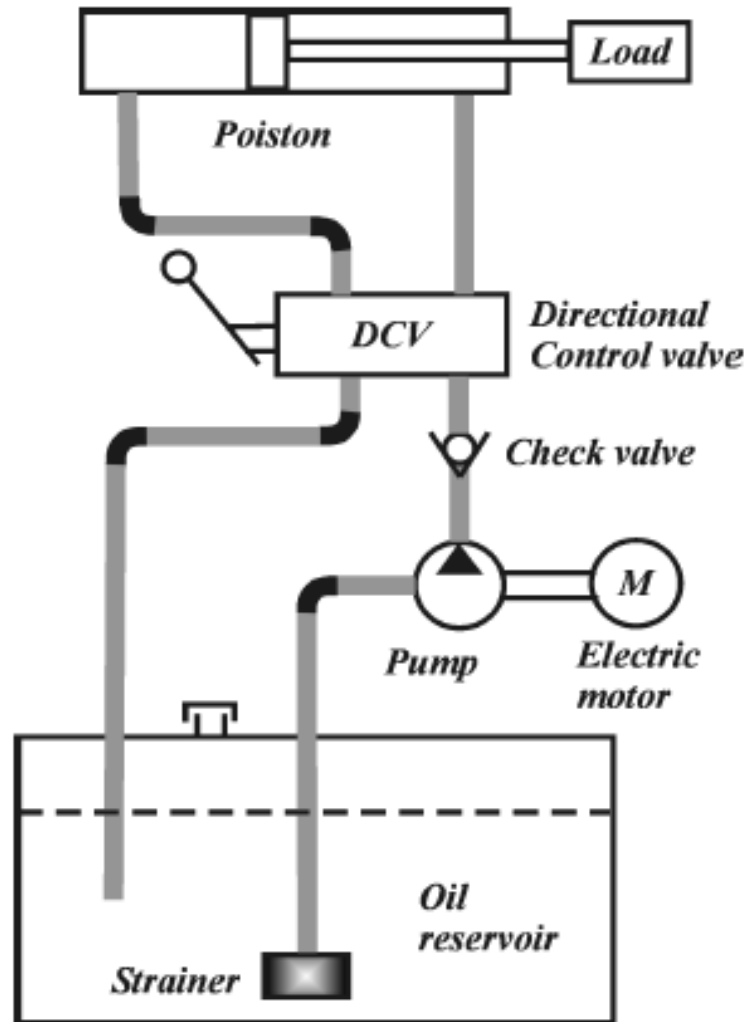 Load
Poiston
DCV
Directional
Control valve
Check valve
M
Pump
Electric
motor
Oil
reservoir
Strainer